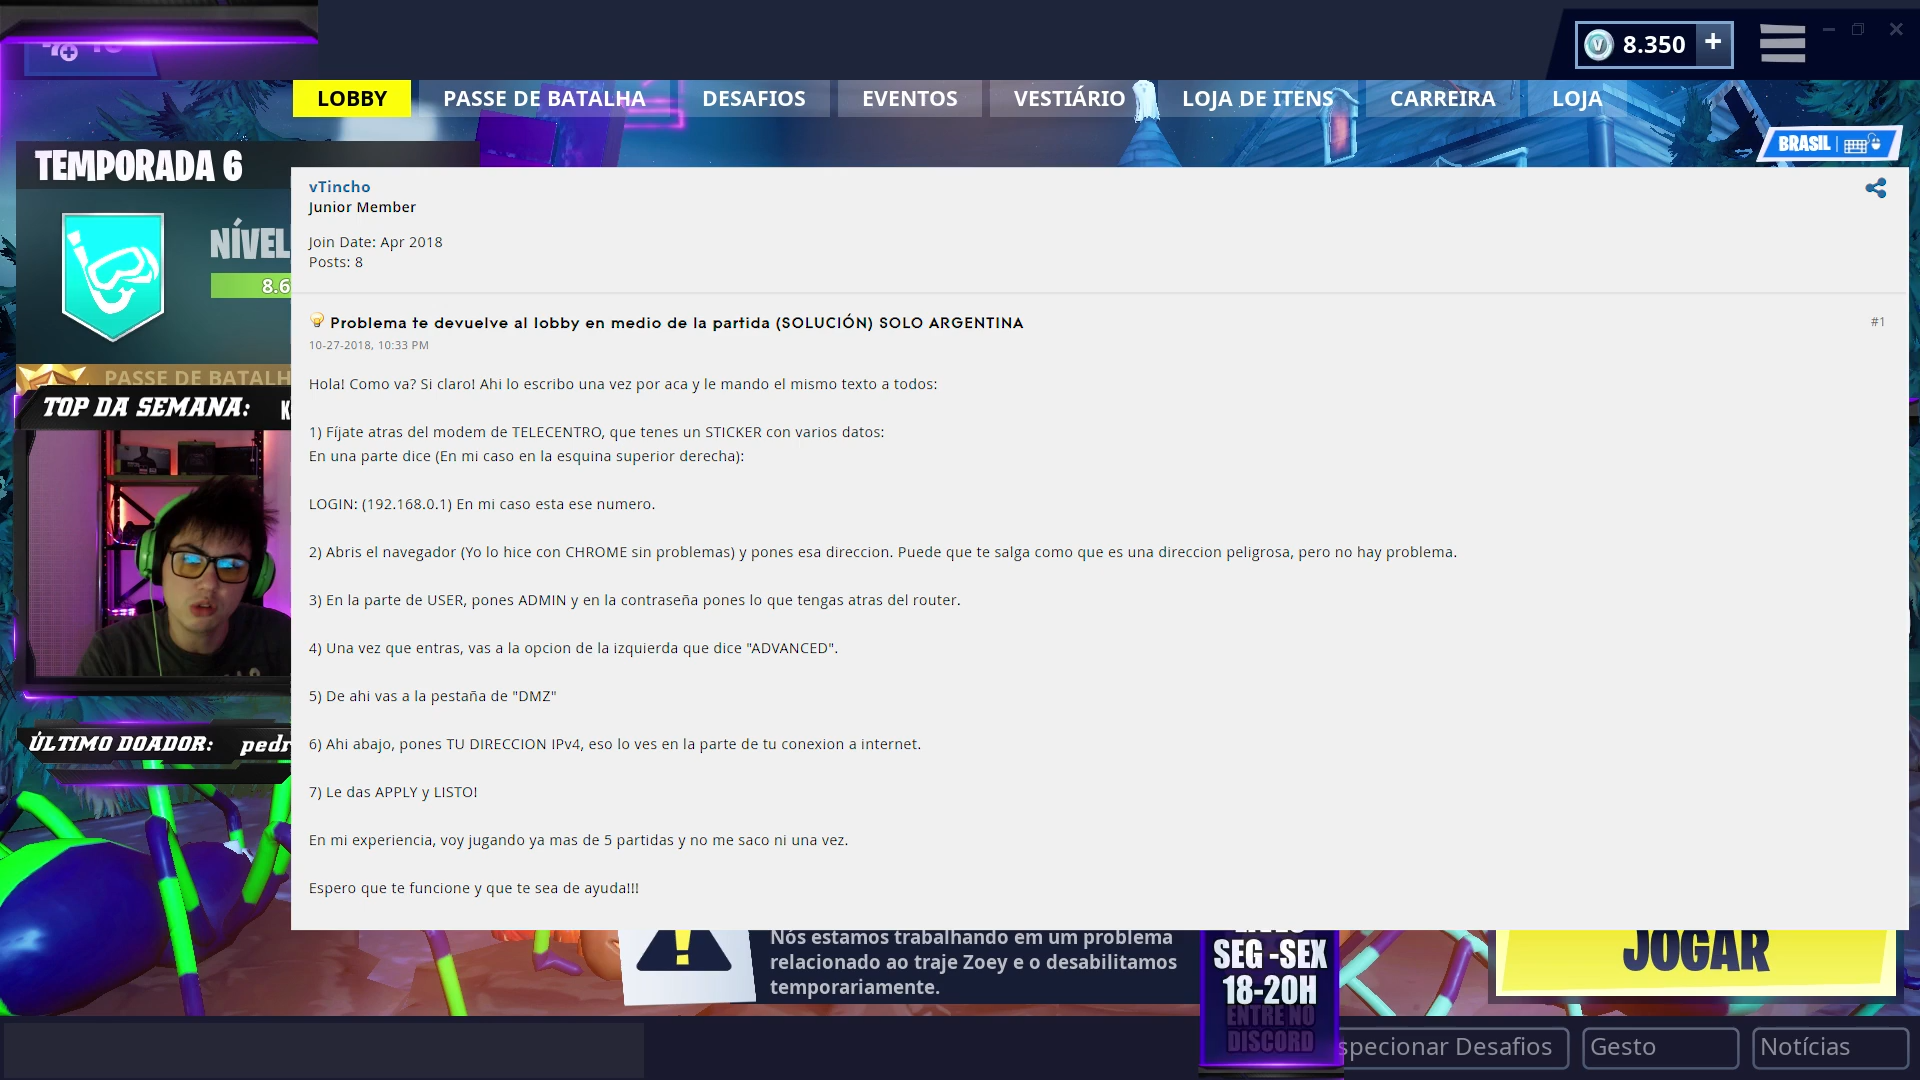 8.350 +
LOBBY PASSE DE BATALHA DESAFIOS EVENTOS VESTIÁRIO LOJA DE ITENS CARREIRA LOJA
BRASIL
TEMPORADA 6
NÍVEL
8.6
PASSE DE BATALH
TOP DA SEMANA: K
ÚLTIMO DOADOR: pedr
vTincho
Junior Member
Join Date: Apr 2018
Posts: 8
Problema te devuelve al lobby en medio de la partida (SOLUCIÓN) SOLO ARGENTINA
#1
10-27-2018, 10:33 PM
Hola! Como va? Si claro! Ahi lo escribo una vez por aca y le mando el mismo texto a todos:
1) Fíjate atras del modem de TELECENTRO, que tenes un STICKER con varios datos:
En una parte dice (En mi caso en la esquina superior derecha):
LOGIN: (192.168.0.1) En mi caso esta ese numero.
2) Abris el navegador (Yo lo hice con CHROME sin problemas) y pones esa direccion. Puede que te salga como que es una direccion peligrosa, pero no hay problema.
3) En la parte de USER, pones ADMIN y en la contraseña pones lo que tengas atras del router.
4) Una vez que entras, vas a la opcion de la izquierda que dice "ADVANCED".
5) De ahi vas a la pestaña de "DMZ"
6) Ahi abajo, pones TU DIRECCION IPv4, eso lo ves en la parte de tu conexion a internet.
7) Le das APPLY y LISTO!
En mi experiencia, voy jugando ya mas de 5 partidas y no me saco ni una vez.
Espero que te funcione y que te sea de ayuda!!!
Nós estamos trabalhando em um problema
relacionado ao traje Zoey e o desabilitamos
temporariamente.
SEG -SEX
18-20H
ENTRE NO
DISCORD
JOGAR
specionar Desafios
Gesto
Notícias